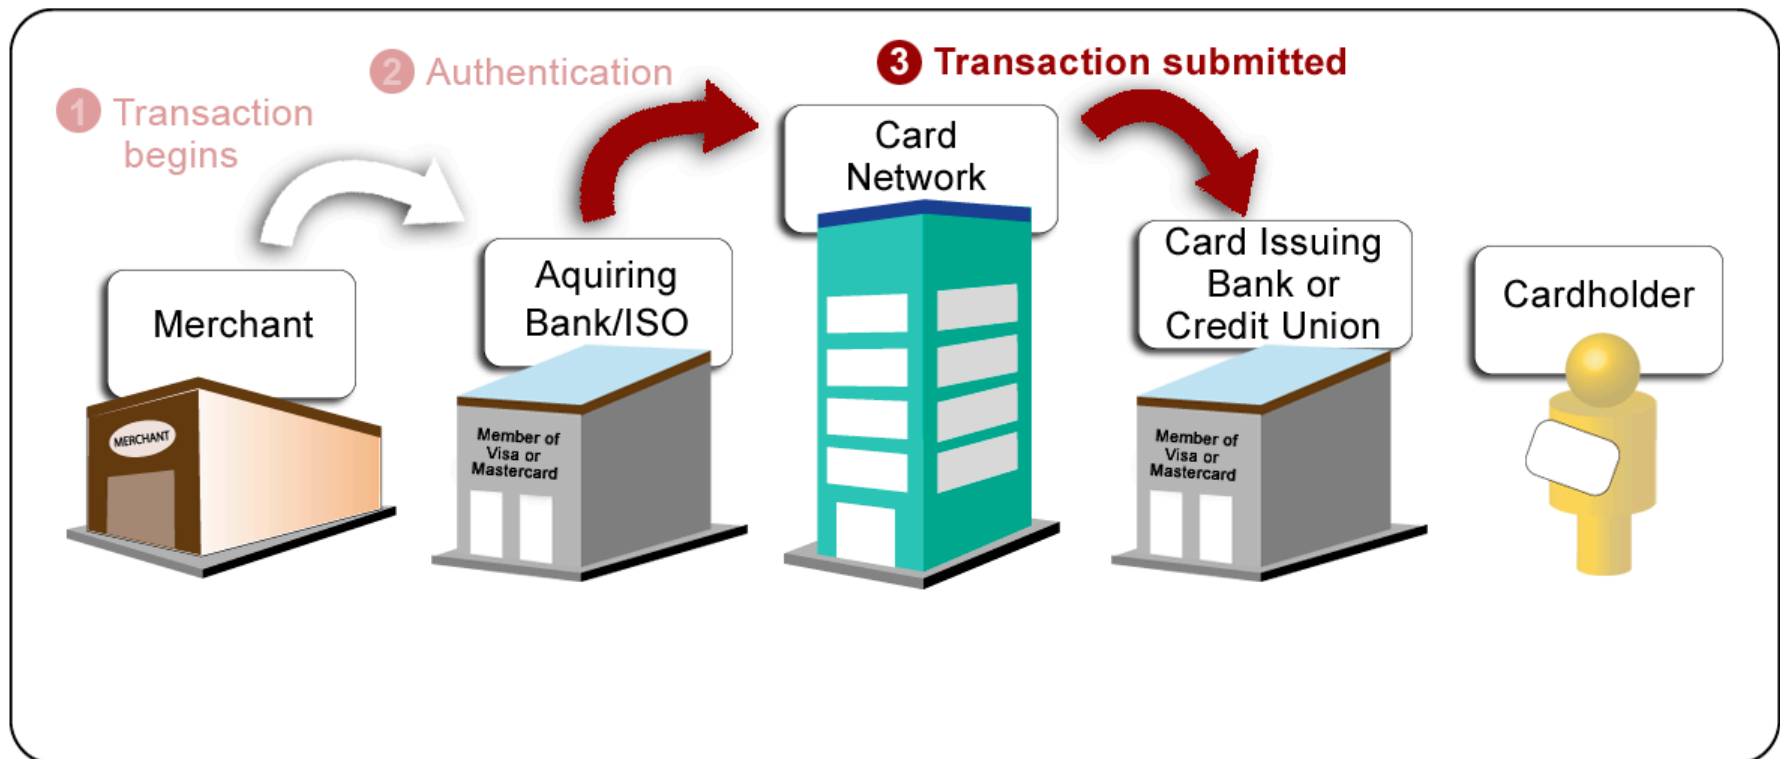 1 Transaction
begins
2 Authentication
3 Transaction submitted
Merchant
MERCHANT
Aquiring
Bank/ISO
Member of
Visa or
Mastercard
Card
Network
Card Issuing
Bank or
Credit Union
Member of
Visa or
Mastercard
Cardholder